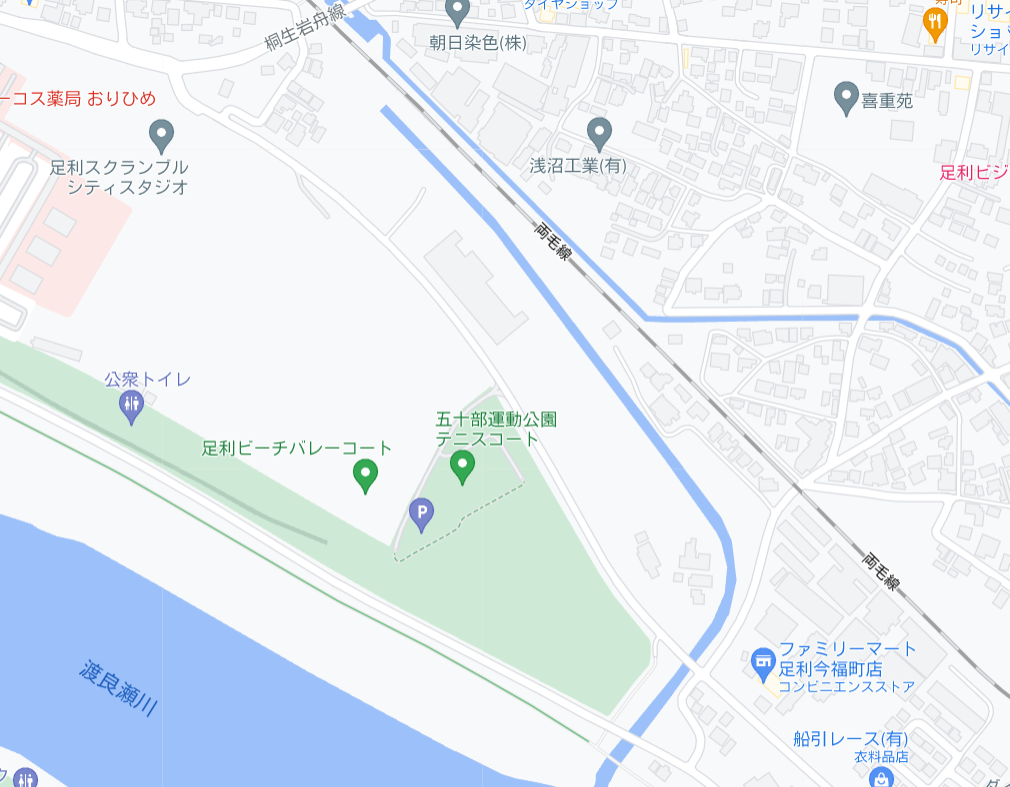 ダイヤショップ
寿司
桐生岩舟線
朝日染色(株)
リサイ
ショッ
リサイ
ーコス薬局 おりひめ
喜重苑
足利スクランブル
シティスタジオ
浅沼工業(有)
足利ビジ
両毛線
公衆トイレ
五十部運動公園
テニスコート
足利ビーチバレーコート
P
両毛線
渡良瀬川
ファミリーマート
足利今福町店
コンビニエンスストア
船引レース(有)
衣料品店
ク
ダイ